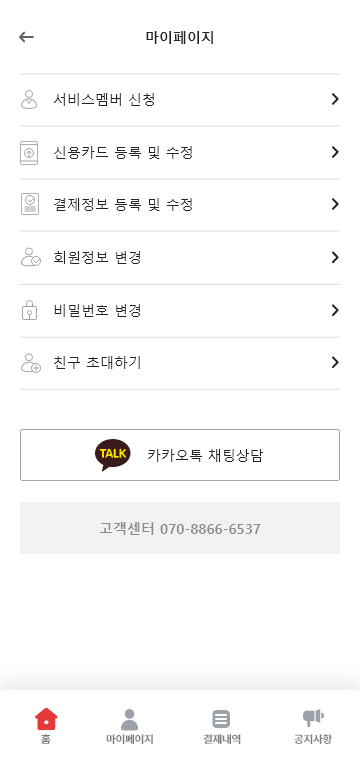 마이페이지
서비스멤버 신청
신용카드 등록 및 수정
결제정보 등록 및 수정
회원정보 변경
비밀번호 변경
친구 초대하기
TALK 카카오톡 채팅상담
고객센터 070-8866-6537
홈 마이페이지 결제내역 공지사항